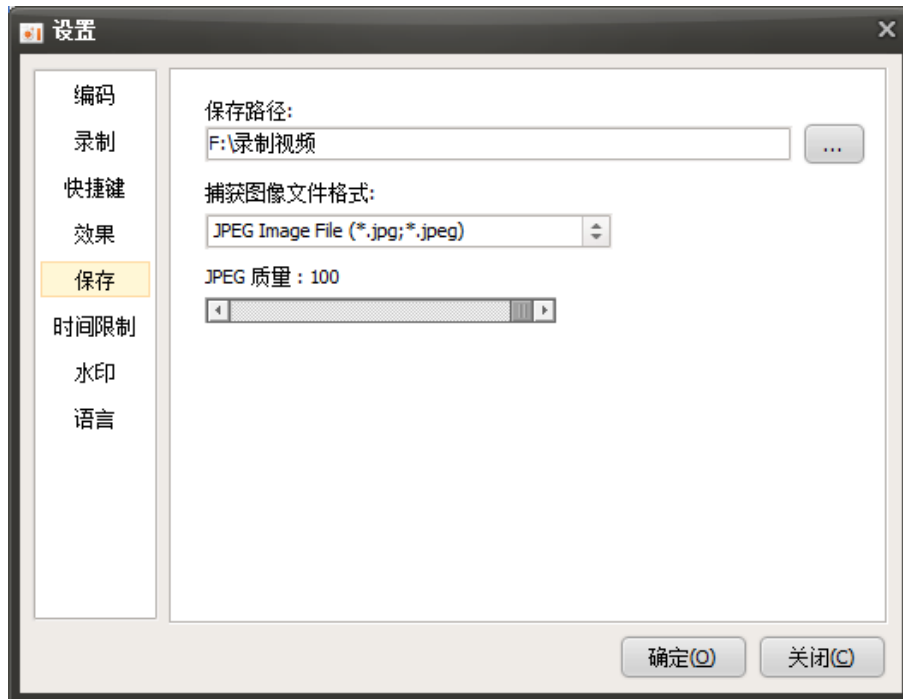 设置
编码
录制
快捷键
效果
保存
时间限制
水印
语言
保存路径:
F:\录制视频
...
捕获图像文件格式:
JPEG Image File (*.jpg;*.jpeg)
JPEG 质量 : 100
确定(O)
关闭(C)